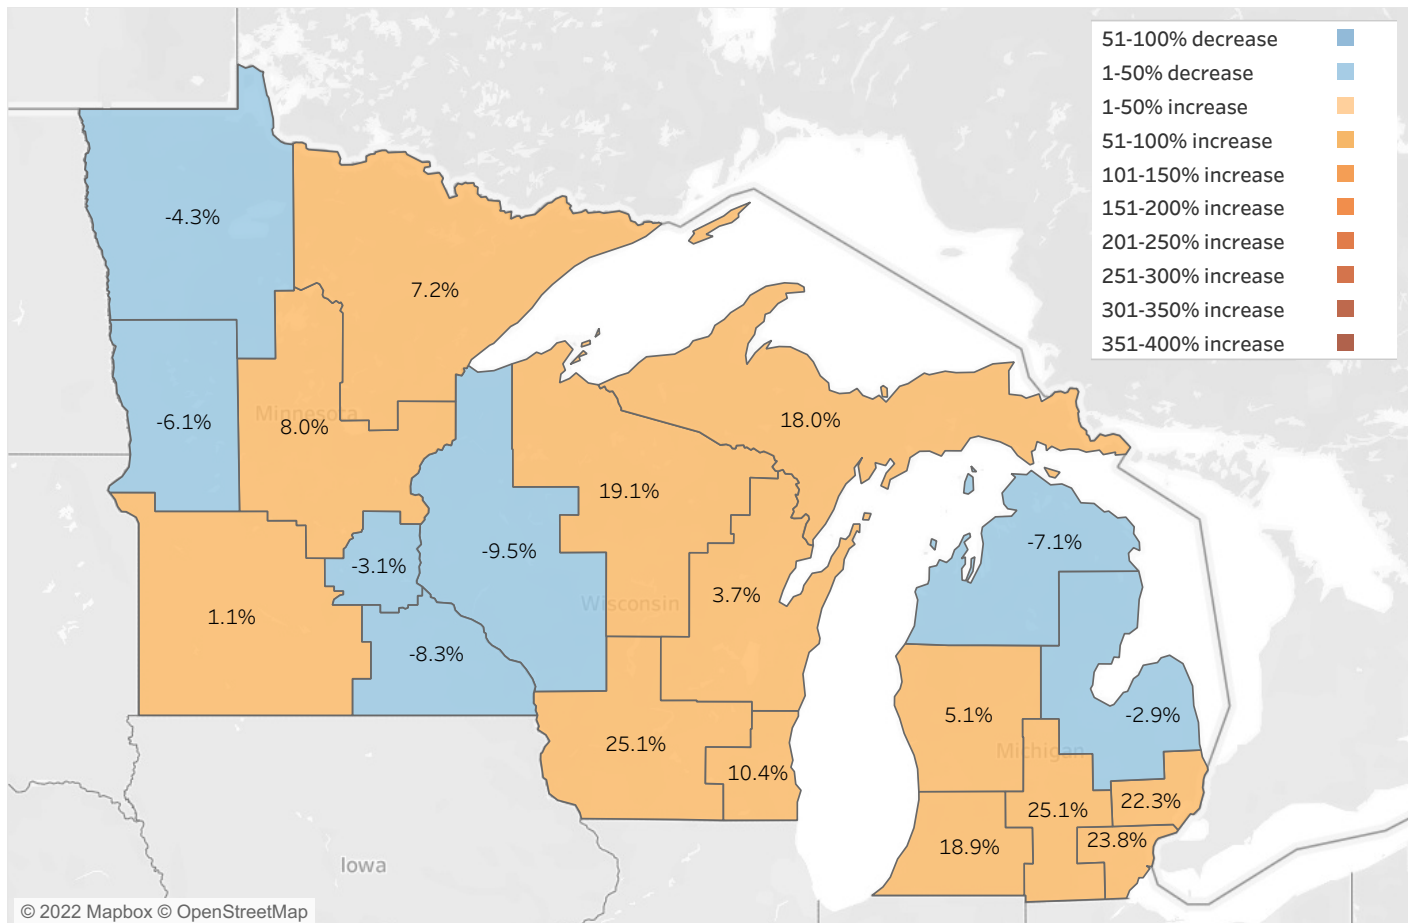 51-100% decrease
1-50% decrease
1-50% increase
51-100% increase
101-150% increase
151-200% increase
201-250% increase
251-300% increase
301-350% increase
351-400% increase
-4.3%
7.2%
-6.1%
Minnesota
8.0%
18.0%
19.1%
-9.5%
-7.1%
-3.1%
3.7%
Wisconsin
1.1%
-8.3%
5.1%
-2.9%
25.1%
Michigan
10.4%
25.1%
22.3%
18.9%
23.8%
Iowa
© 2022 Mapbox © OpenStreetMap